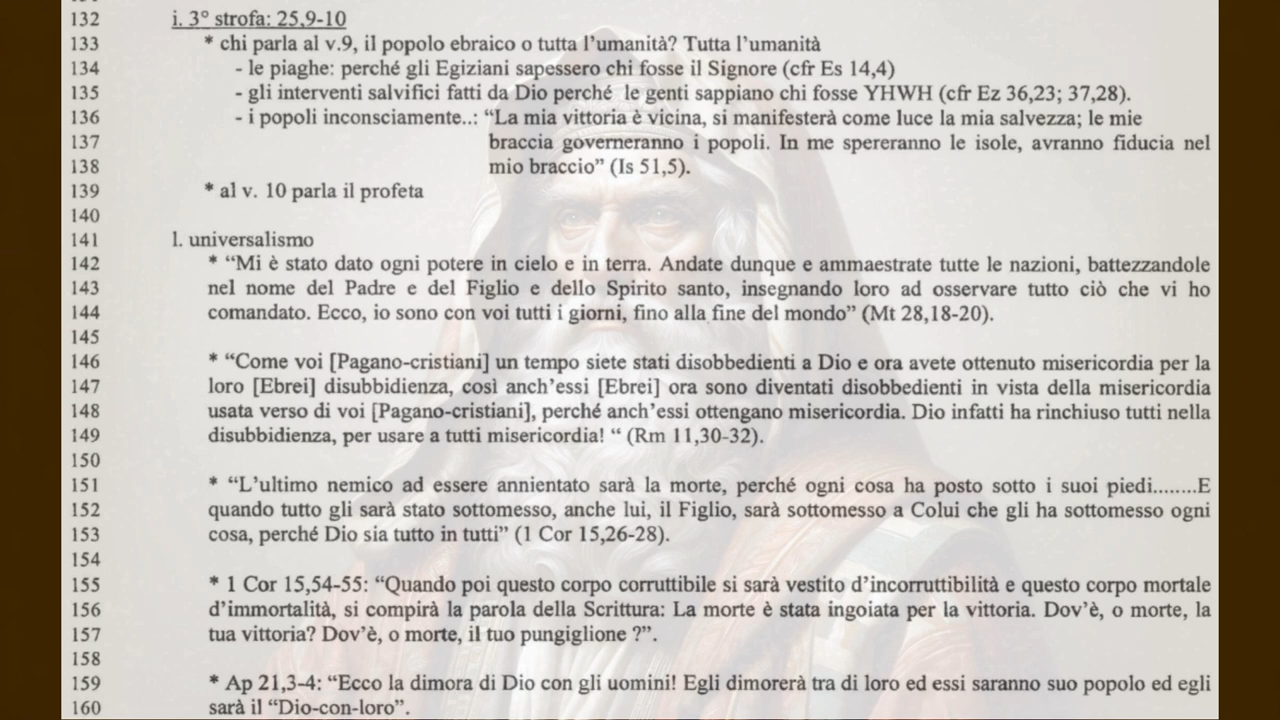 132 i. 3° strofa: 25,9-10
133 * chi parla al v.9, il popolo ebraico o tutta l'umanità? Tutta l'umanità
134 - le piaghe: perché gli Egiziani sapessero chi fosse il Signore (cfr Es 14,4)
135 - gli interventi salvifici fatti da Dio perché le genti sappiano chi fosse YHWH (cfr Ez 36,23; 37,28).
136 - i popoli inconsciamente..: “La mia vittoria è vicina, si manifesterà come luce la mia salvezza; le mie
137 braccia governeranno i popoli. In me spereranno le isole, avranno fiducia nel
138 mio braccio” (Is 51,5).
139 * al v. 10 parla il profeta
140
141 l. universalismo
142 * “Mi è stato dato ogni potere in cielo e in terra. Andate dunque e ammaestrate tutte le nazioni, battezzandole
143 nel nome del Padre e del Figlio e dello Spirito santo, insegnando loro ad osservare tutto ciò che vi ho
144 comandato. Ecco, io sono con voi tutti i giorni, fino alla fine del mondo” (Mt 28,18-20).
145
146 * “Come voi [Pagano-cristiani] un tempo siete stati disobbedienti a Dio e ora avete ottenuto misericordia per la
147 loro [Ebrei] disubbidienza, così anch'essi [Ebrei] ora sono diventati disobbedienti in vista della misericordia
148 usata verso di voi [Pagano-cristiani], perché anch'essi ottengano misericordia. Dio infatti ha rinchiuso tutti nella
149 disubbidienza, per usare a tutti misericordia! “ (Rm 11,30-32).
150
151 * “L'ultimo nemico ad essere annientato sarà la morte, perché ogni cosa ha posto sotto i suoi piedi........E
152 quando tutto gli sarà stato sottomesso, anche lui, il Figlio, sarà sottomesso a Colui che gli ha sottomesso ogni
153 cosa, perché Dio sia tutto in tutti” (1 Cor 15,26-28).
154
155 * 1 Cor 15,54-55: “Quando poi questo corpo corruttibile si sarà vestito d'incorruttibilità e questo corpo mortale
156 d'immortalità, si compirà la parola della Scrittura: La morte è stata ingoiata per la vittoria. Dov'è, o morte, la
157 tua vittoria? Dov'è, o morte, il tuo pungiglione ?”.
158
159 * Ap 21,3-4: “Ecco la dimora di Dio con gli uomini! Egli dimorerà tra di loro ed essi saranno suo popolo ed egli
160 sarà il “Dio-con-loro”.